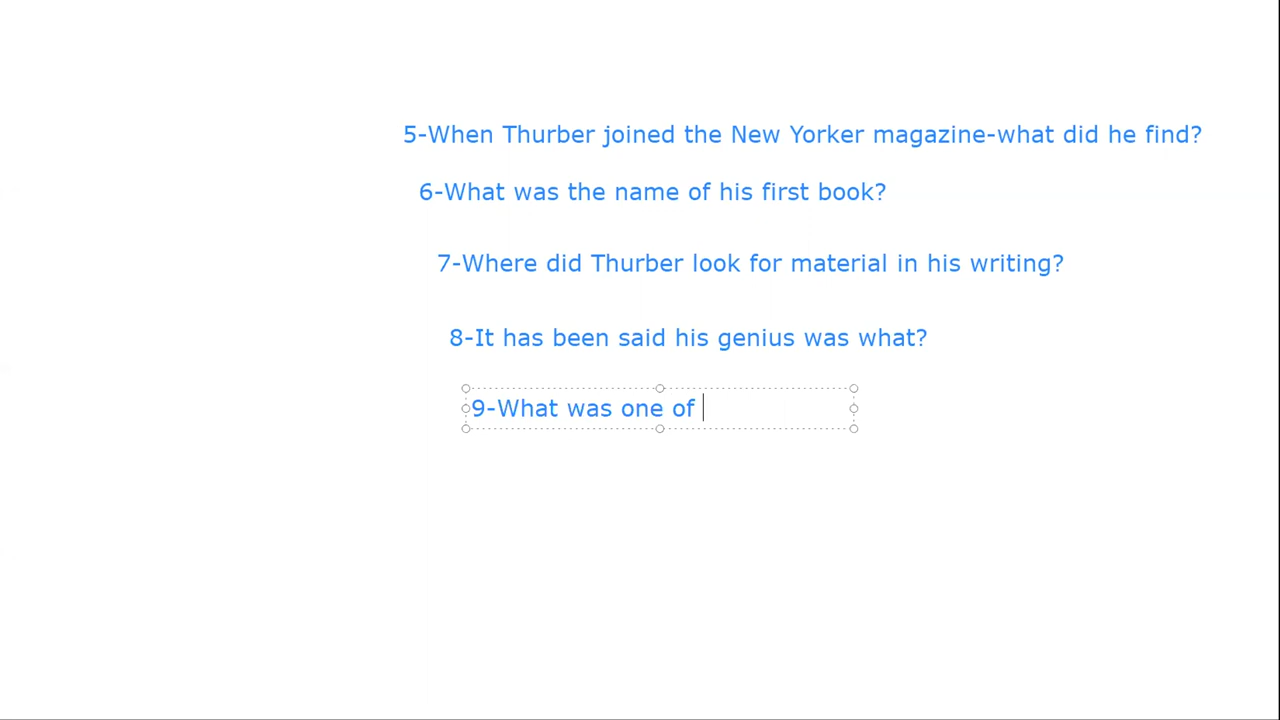 5-When Thurber joined the New Yorker magazine-what did he find?
6-What was the name of his first book?
7-Where did Thurber look for material in his writing?
8-It has been said his genius was what?
9-What was one of